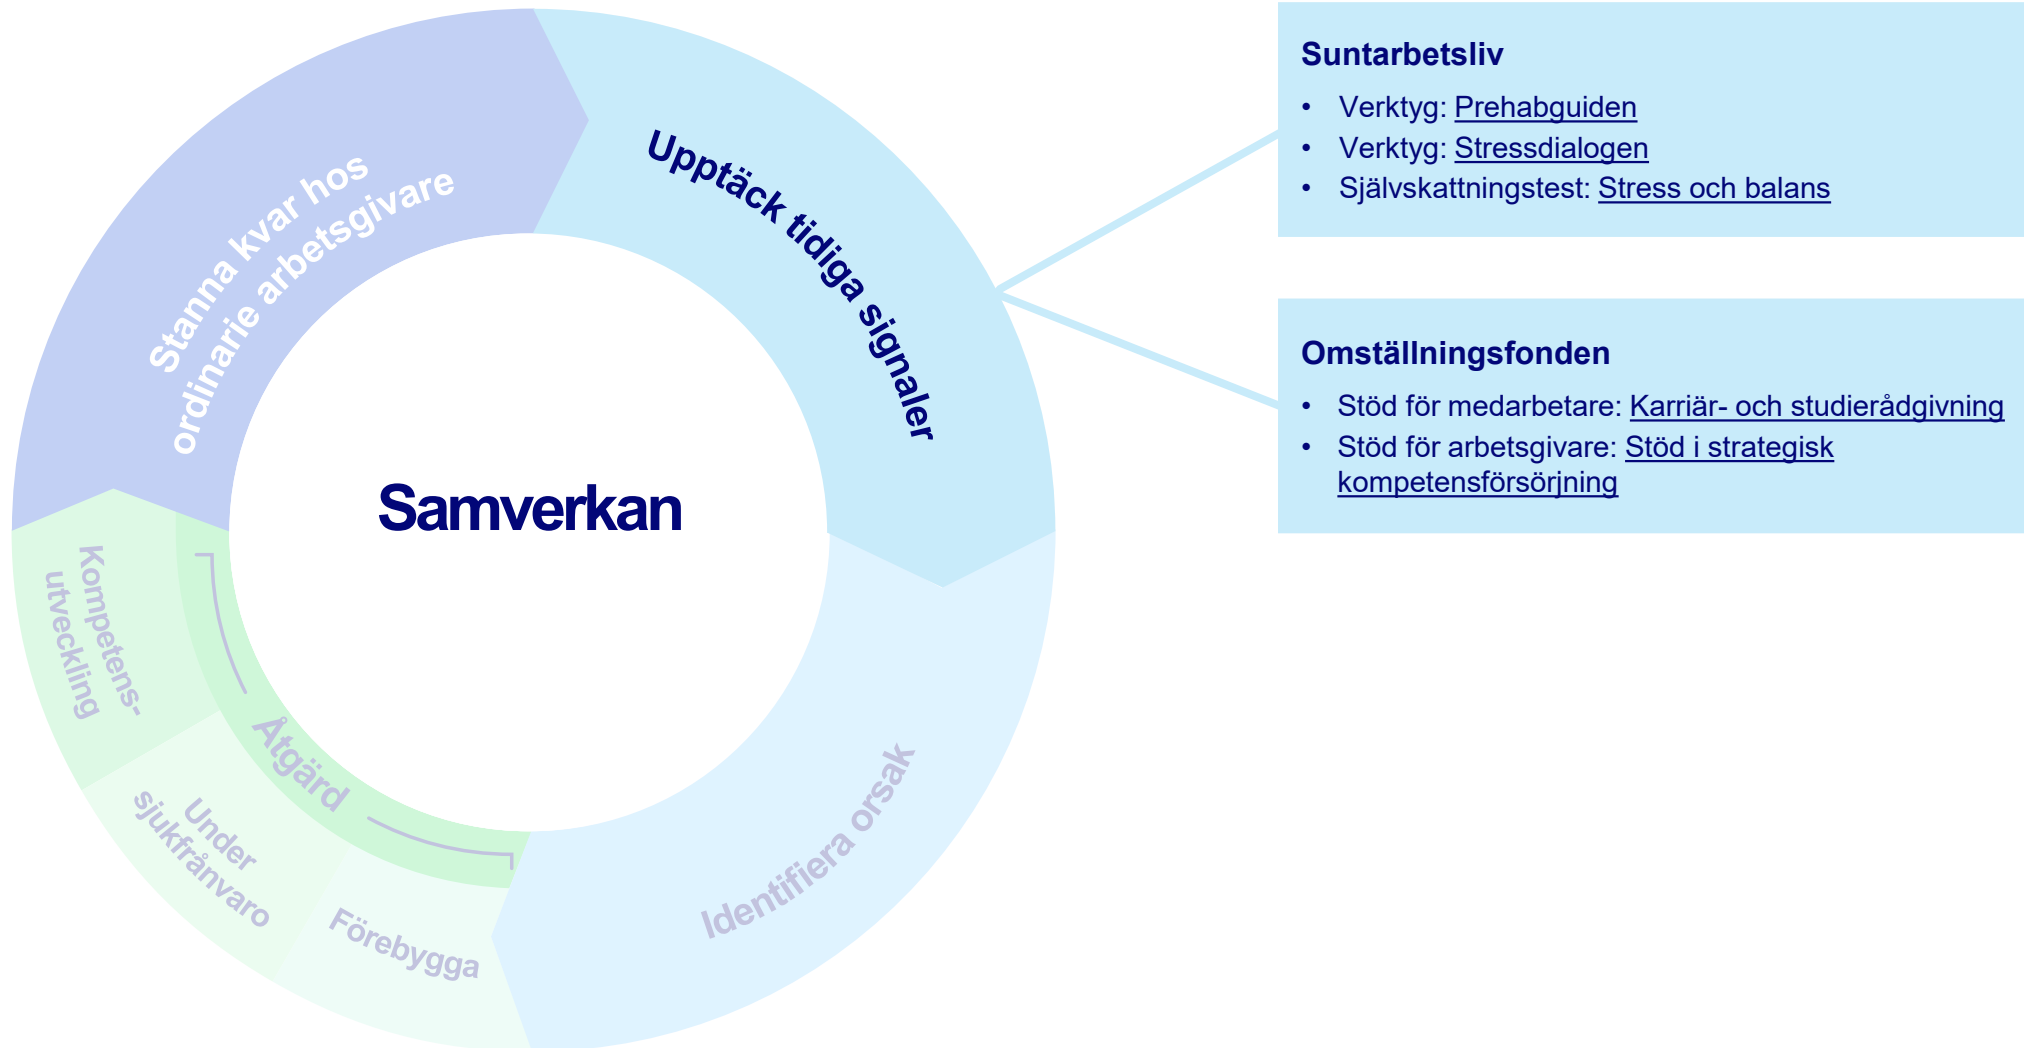 Stanna kvar hos
ordinarie arbetsgivare
Upptäck tidiga signaler
Samverkan
Kompetens-
utveckling
Åtgärd
Under
sjukfrånvaro
Förebygga
Identifiera orsak
Suntarbetsliv
• Verktyg: Prehabguiden
• Verktyg: Stressdialogen
• Självskattningstest: Stress och balans
Omställningsfonden
• Stöd för medarbetare: Karriär- och studierådgivning
• Stöd för arbetsgivare: Stöd i strategisk
kompetensförsörjning